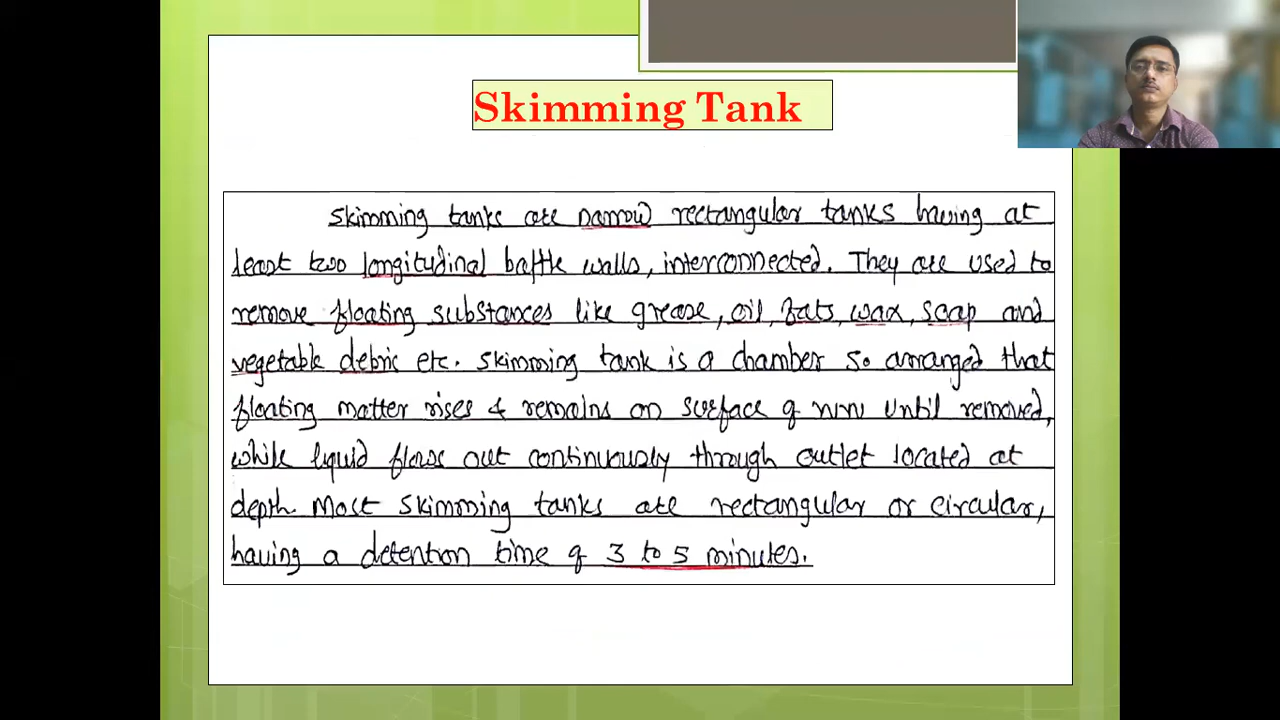 Skimming Tank
Skimming tanks are narrow rectangular tanks having at
least two longitudinal baffle walls, interconnected. They are used to
remove floating substances like grease, oil, fats, wax, soap and
vegetable debric etc. Skimming tank is a chamber so arranged that
floating matter rises & remains on surface of WW until removed,
while liquid flows out continuously through outlet located at
depth. Most skimming tanks are rectangular or circular,
having a detention time of 3 to 5 minutes.